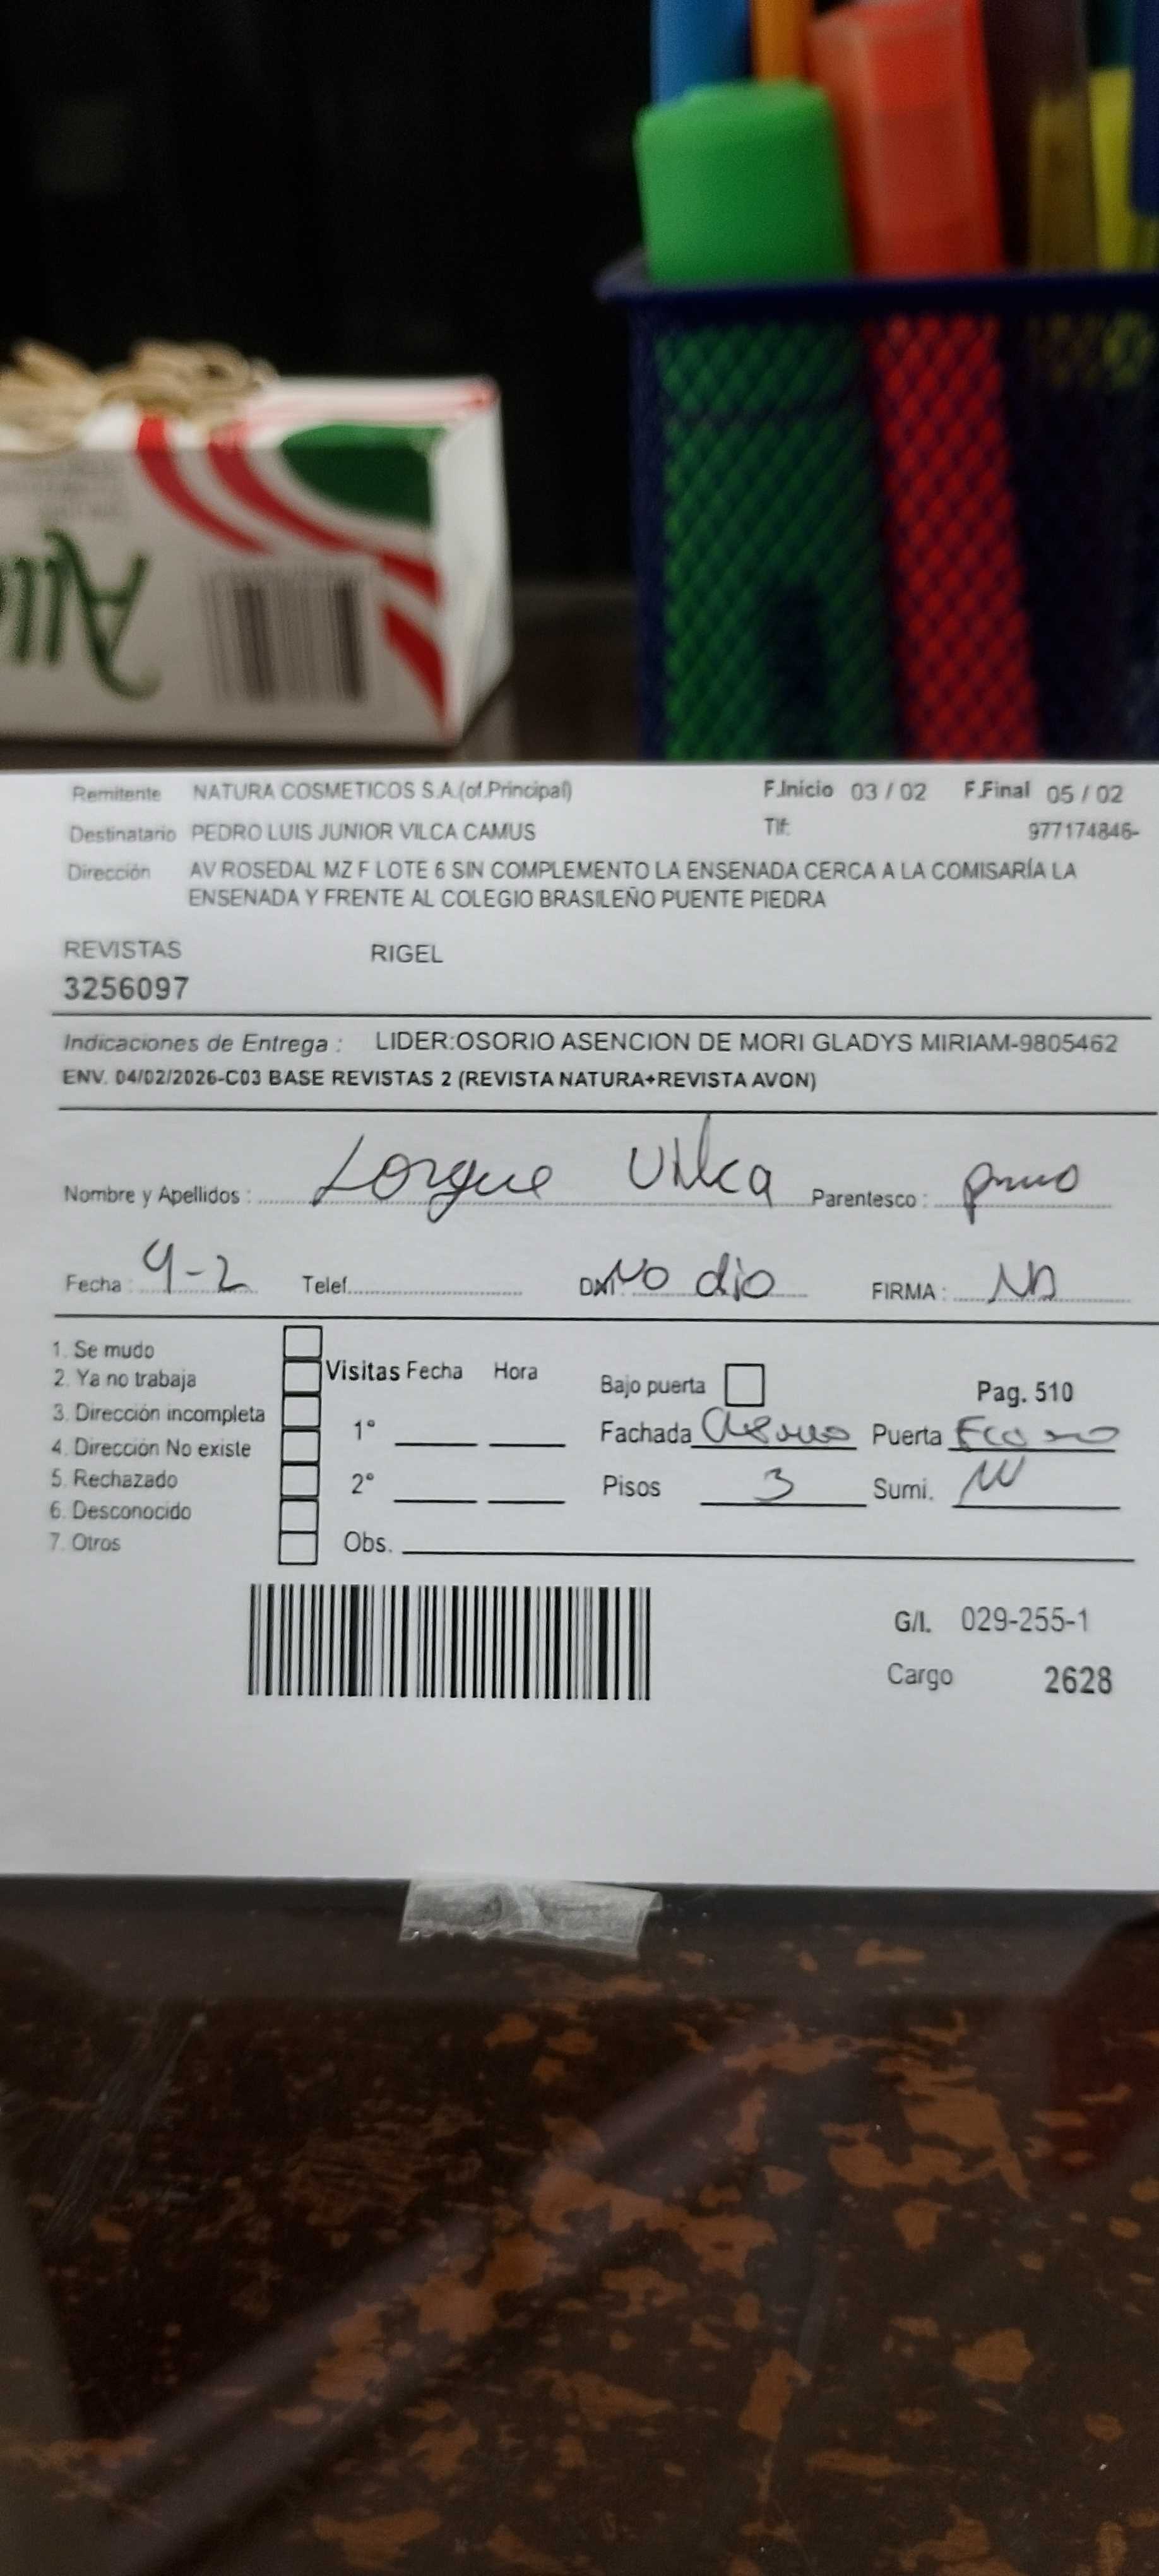 Remitente NATURA COSMETICOS S.A.(of.Principal) F.Inicio 03 / 02 F.Final 05 / 02
Destinatario PEDRO LUIS JUNIOR VILCA CAMUS Tlf: 977174846-
Dirección AV ROSEDAL MZ F LOTE 6 SIN COMPLEMENTO LA ENSENADA CERCA A LA COMISARÍA LA
ENSENADA Y FRENTE AL COLEGIO BRASILEÑO PUENTE PIEDRA
REVISTAS RIGEL
3256097
Indicaciones de Entrega : LIDER:OSORIO ASENCION DE MORI GLADYS MIRIAM-9805462
ENV. 04/02/2026-C03 BASE REVISTAS 2 (REVISTA NATURA+REVISTA AVON)
Nombre y Apellidos : Vilca Parentesco :
Fecha : 4-2 Telef. DNI No dio FIRMA :
1. Se mudo
2. Ya no trabaja
3. Dirección incompleta
4. Dirección No existe
5. Rechazado
6. Desconocido
7. Otros
Visitas Fecha Hora Bajo puerta Pag. 510
1° Fachada Puerta
2° Pisos 3 Sumi.
Obs.
G/I. 029-255-1
Cargo 2628